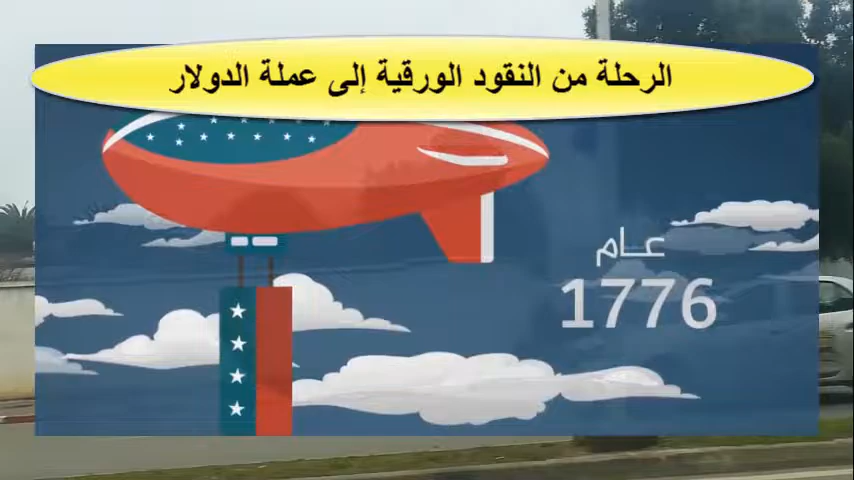 الرحلة من النقود الورقية إلى عملة الدولار
عام
1776